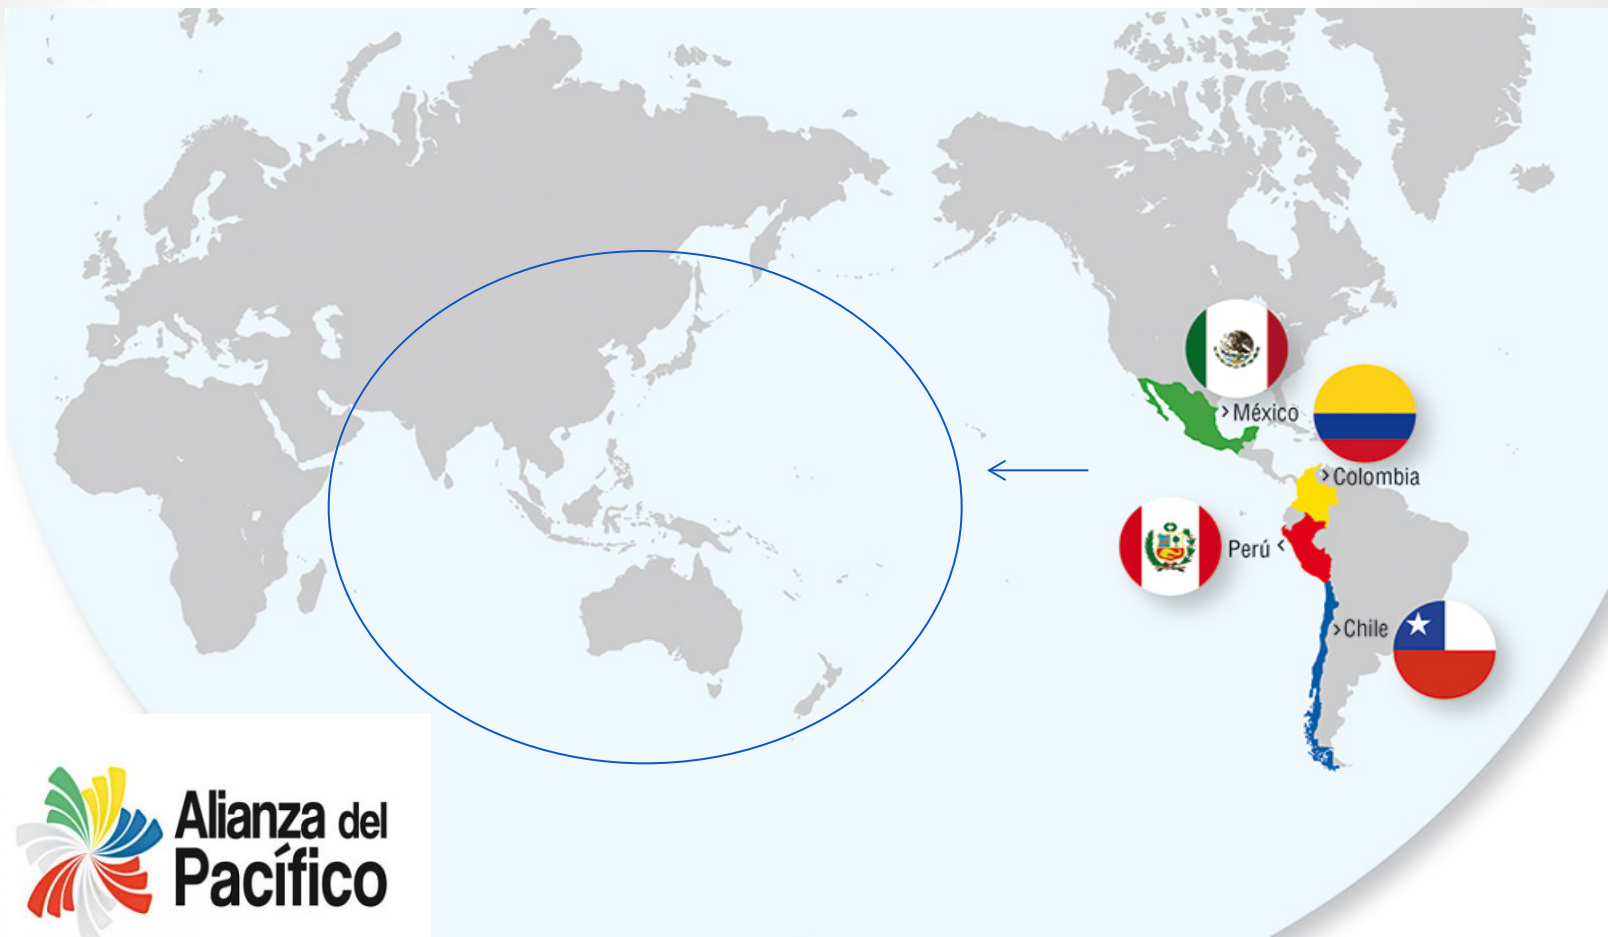 México
Colombia
Perú
Chile
Alianza del
Pacífico